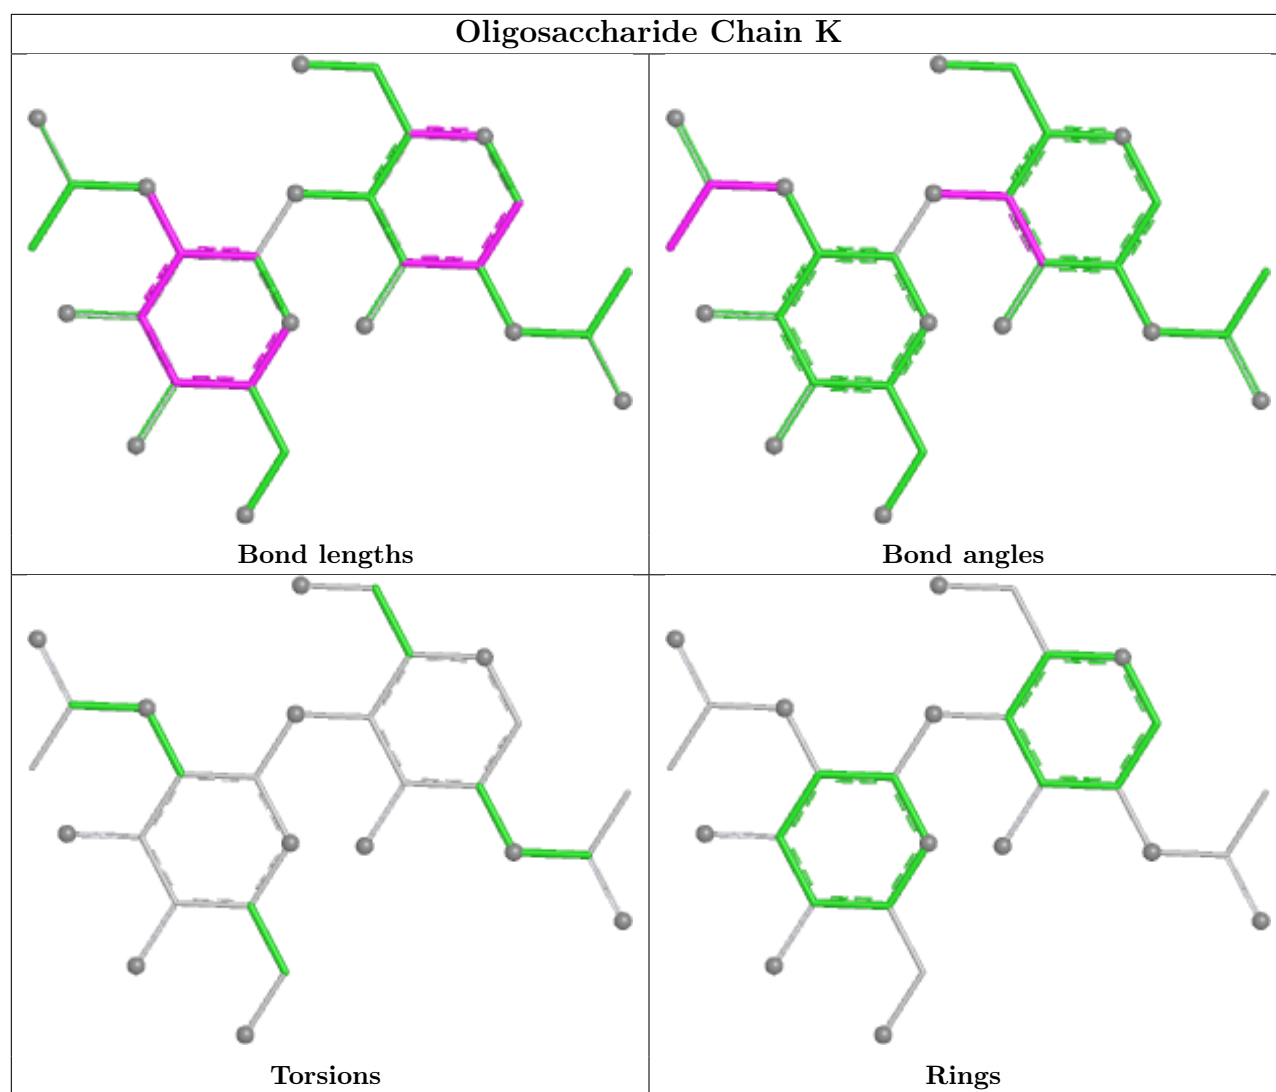 Oligosaccharide Chain K
Bond lengths
Bond angles
Torsions
Rings